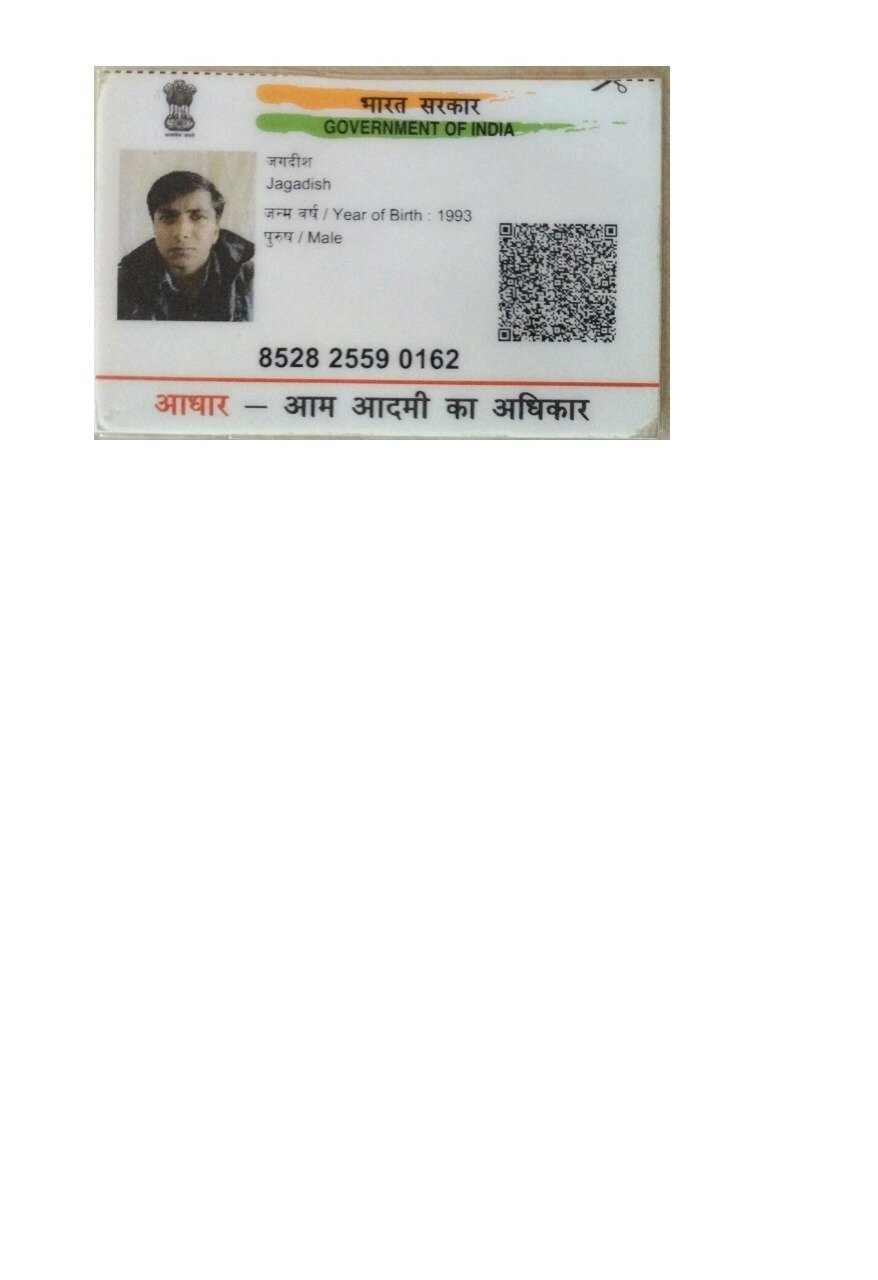 भारत सरकार
GOVERNMENT OF INDIA
जगदीश
Jagadish
जन्म वर्ष / Year of Birth : 1993
पुरुष / Male
8528 2559 0162
आधार — आम आदमी का अधिकार